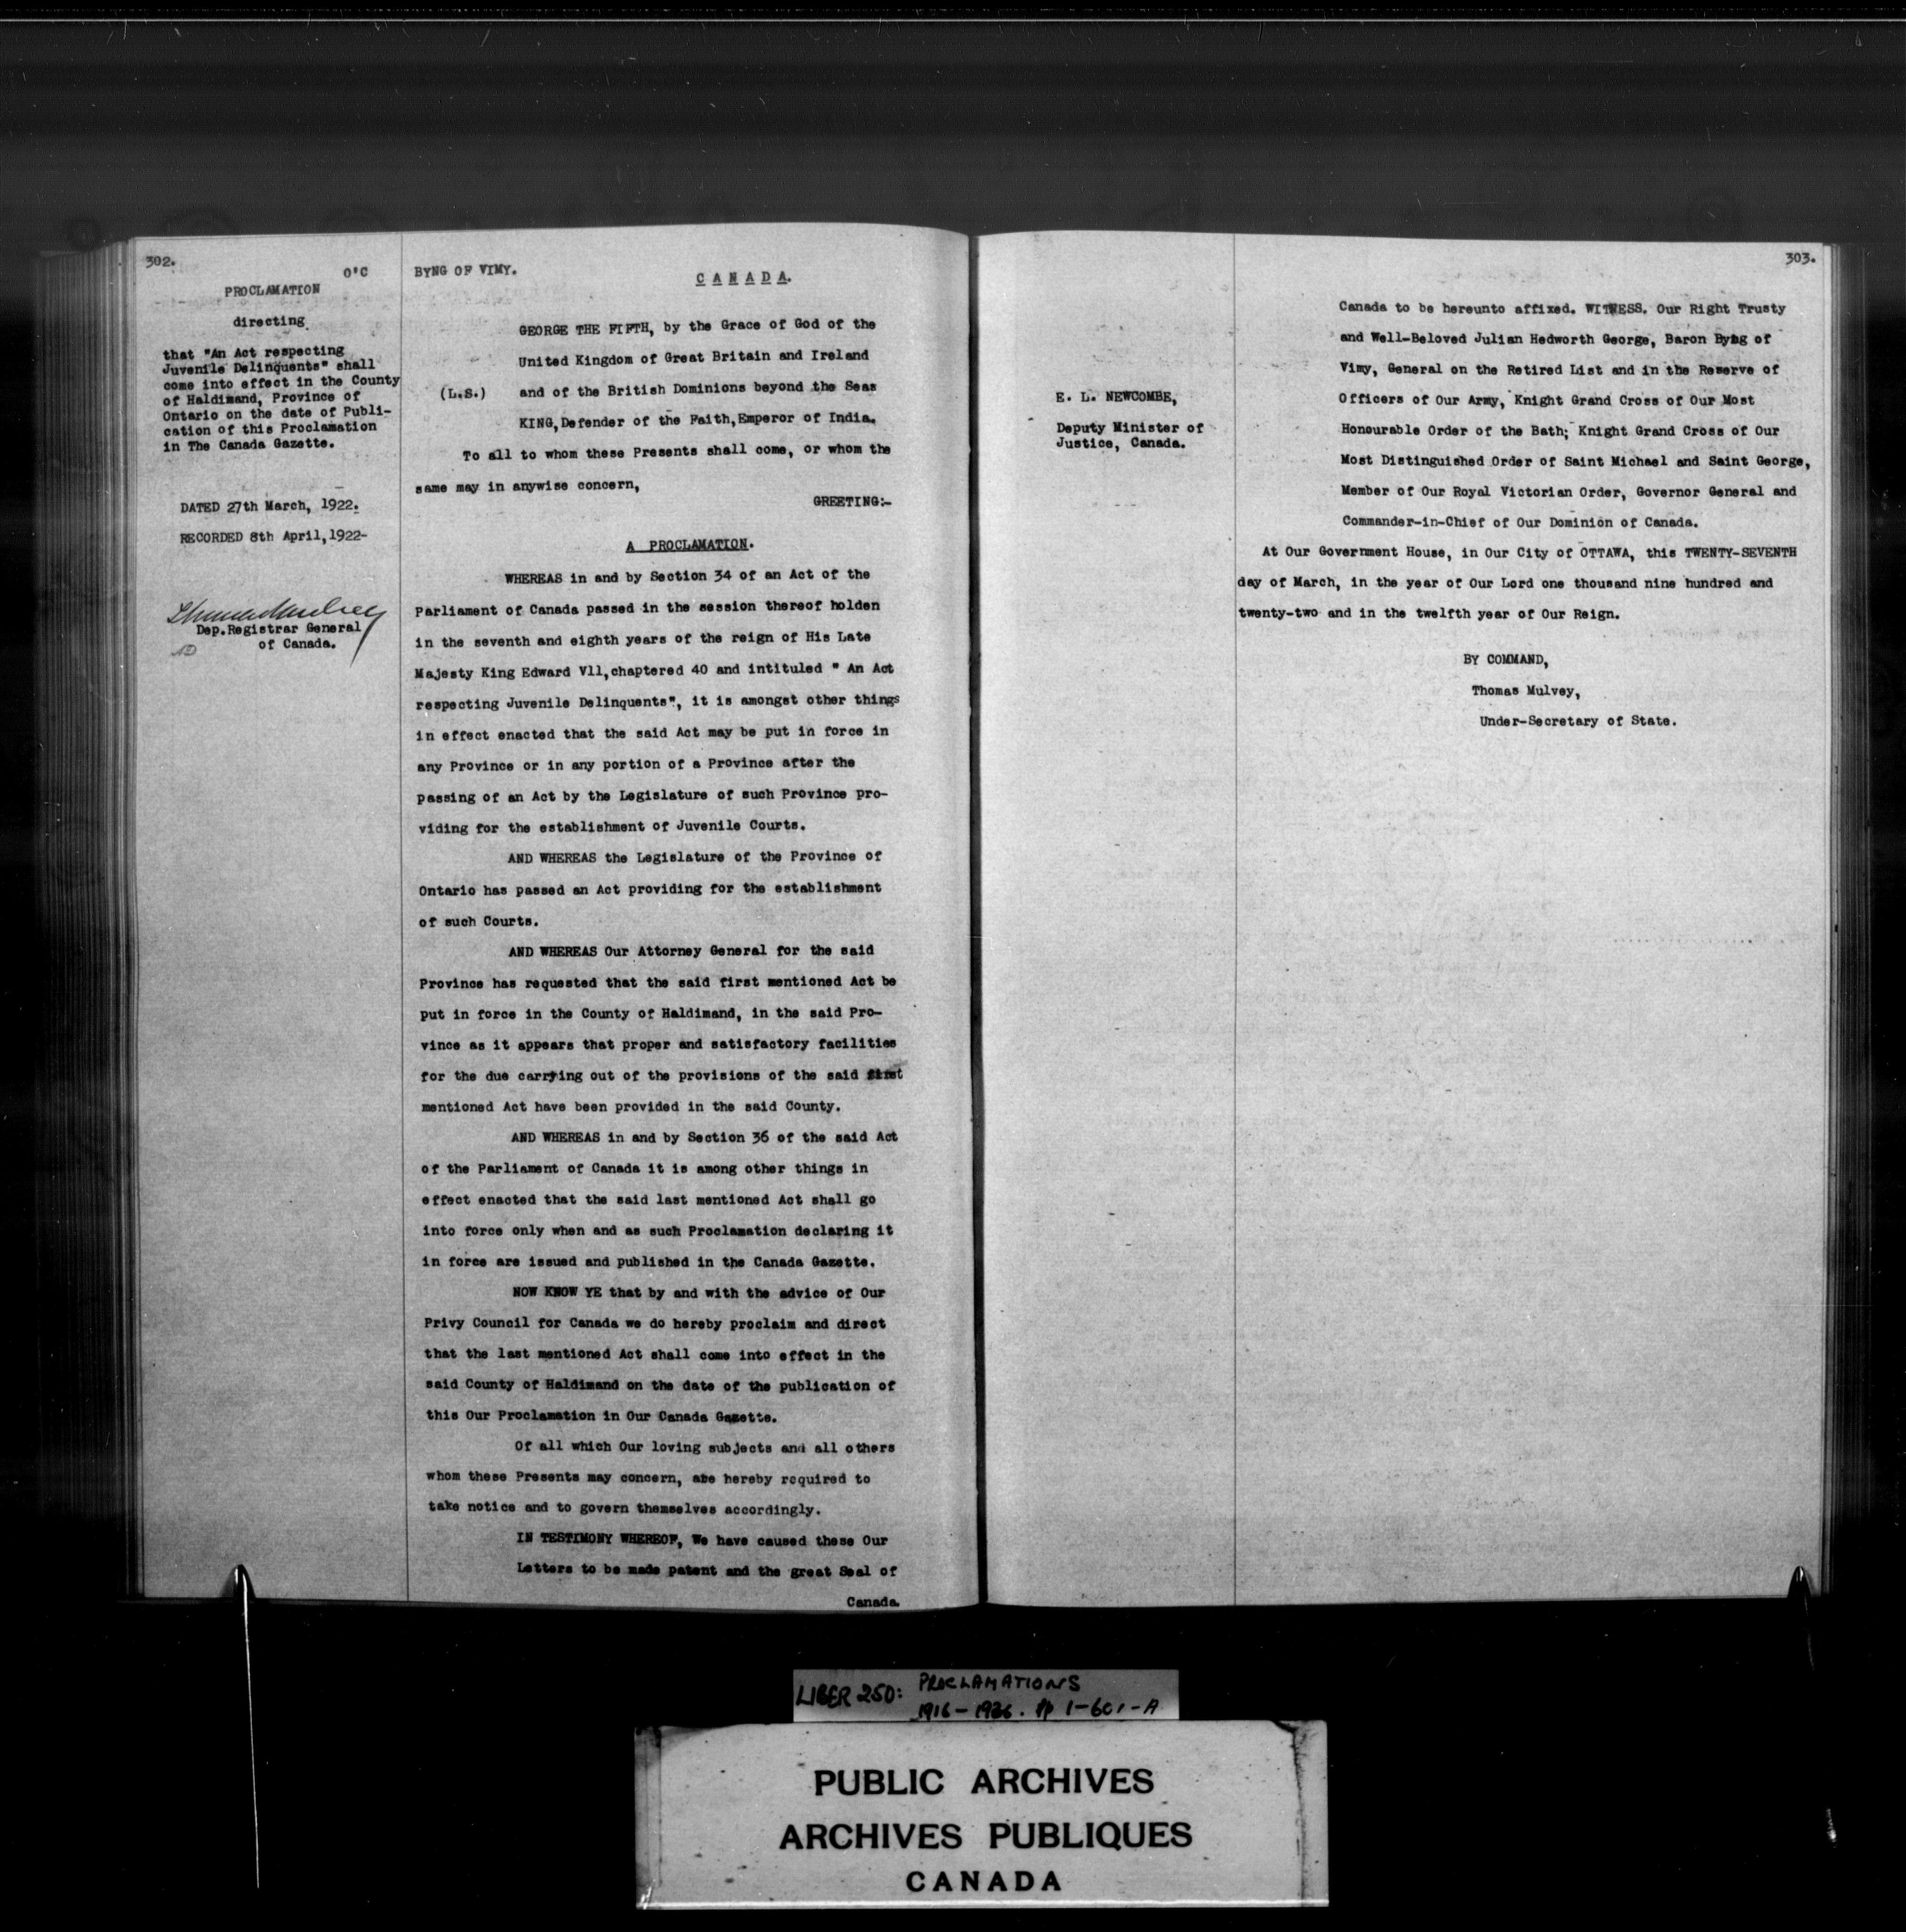 302.
O'C
PROCLAMATION
directing
that "An Act respecting
Juvenile Delinquents" shall
come into effect in the County
of Haldimand, Province of
Ontario on the date of Publi-
cation of this Proclamation
in The Canada Gazette.
DATED 27th March, 1922.
RECORDED 8th April,1922-
Dep.Registrar General
of Canada.
BYNG OF VIMY.
CANADA.
GEORGE THE FIFTH, by the Grace of God of the
United Kingdom of Great Britain and Ireland
(L.S.) and of the British Dominions beyond the Seas
KING,Defender of the Faith,Emperor of India.
To all to whom these Presents shall come, or whom the
same may in anywise concern,
GREETING:-
A PROCLAMATION.
WHEREAS in and by Section 34 of an Act of the
Parliament of Canada passed in the session thereof holden
in the seventh and eighth years of the reign of His Late
Majesty King Edward Vll,chaptered 40 and intituled " An Act
respecting Juvenile Delinquents", it is amongst other things
in effect enacted that the said Act may be put in force in
any Province or in any portion of a Province after the
passing of an Act by the Legislature of such Province pro-
viding for the establishment of Juvenile Courts.
AND WHEREAS the Legislature of the Province of
Ontario has passed an Act providing for the establishment
of such Courts.
AND WHEREAS Our Attorney General for the said
Province has requested that the said first mentioned Act be
put in force in the County of Haldimand, in the said Pro-
vince as it appears that proper and satisfactory facilities
for the due carrying out of the provisions of the said first
mentioned Act have been provided in the said County.
AND WHEREAS in and by Section 36 of the said Act
of the Parliament of Canada it is among other things in
effect enacted that the said last mentioned Act shall go
into force only when and as such Proclamation declaring it
in force are issued and published in the Canada Gazette.
NOW KNOW YE that by and with the advice of Our
Privy Council for Canada we do hereby proclaim and direct
that the last mentioned Act shall come into effect in the
said County of Haldimand on the date of the publication of
this Our Proclamation in Our Canada Gazette.
Of all which Our loving subjects and all others
whom these Presents may concern, are hereby required to
take notice and to govern themselves accordingly.
IN TESTIMONY WHEREOF, We have caused these Our
Letters to be made patent and the great Seal of
Canada.
303.
E. L. NEWCOMBE,
Deputy Minister of
Justice, Canada.
Canada to be hereunto affixed. WITNESS. Our Right Trusty
and Well-Beloved Julian Hedworth George, Baron Byng of
Vimy, General on the Retired List and in the Reserve of
Officers of Our Army, Knight Grand Cross of Our Most
Honourable Order of the Bath; Knight Grand Cross of Our
Most Distinguished Order of Saint Michael and Saint George,
Member of Our Royal Victorian Order, Governor General and
Commander-in-Chief of Our Dominion of Canada.
At Our Government House, in Our City of OTTAWA, this TWENTY-SEVENTH
day of March, in the year of Our Lord one thousand nine hundred and
twenty-two and in the twelfth year of Our Reign.
BY COMMAND,
Thomas Mulvey,
Under-Secretary of State.
LIBER 250: PROCLAMATIONS
1916-1926. pp 1-601-A
PUBLIC ARCHIVES
ARCHIVES PUBLIQUES
CANADA